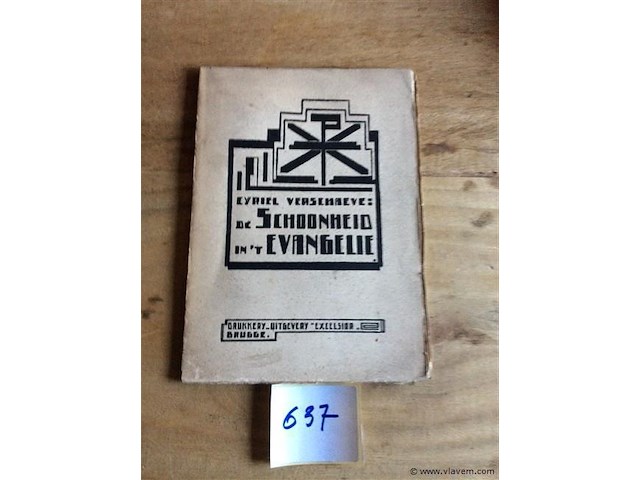 CYRIEL VERSCHAEVE:
DE SCHOONHEID
IN 'T EVANGELIE.
DRUKKERY-UITGEVERY "EXCELSIOR"
BRUGGE.
637
© www.vlavem.com